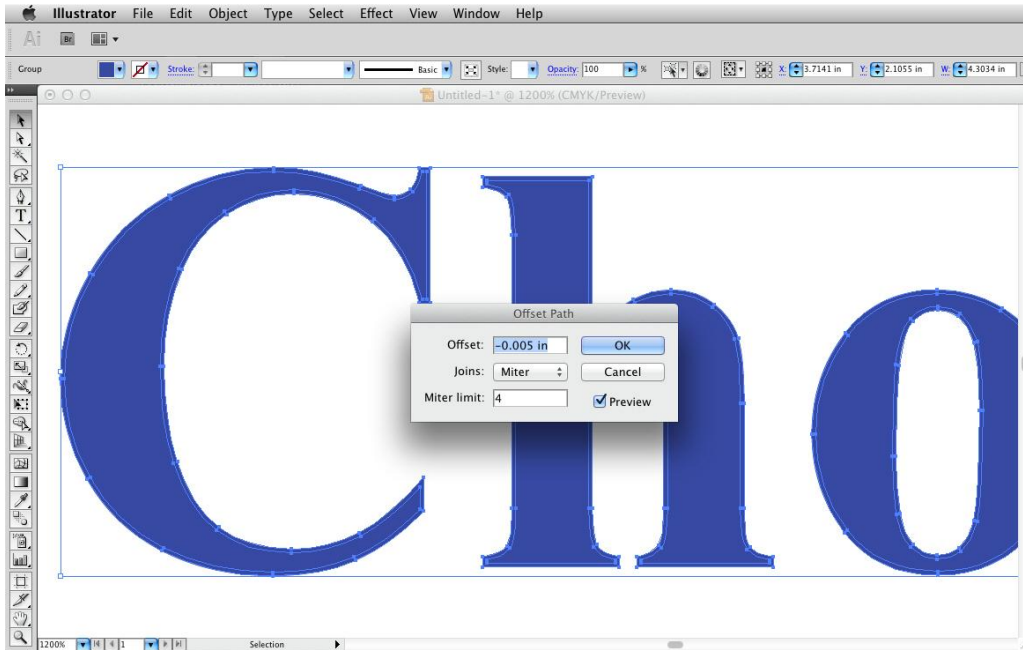 Illustrator File Edit Object Type Select Effect View Window Help
Ai Br
Group Stroke: Basic Style: Opacity: 100 % X: 3.7141 in Y: 2.1055 in W: 4.3034 in
Untitled-1* @ 1200% (CMYK/Preview)
T
Cho
Offset Path
Offset: -0.005 in OK
Joins: Miter Cancel
Miter limit: 4 Preview
1200% 1 Selection